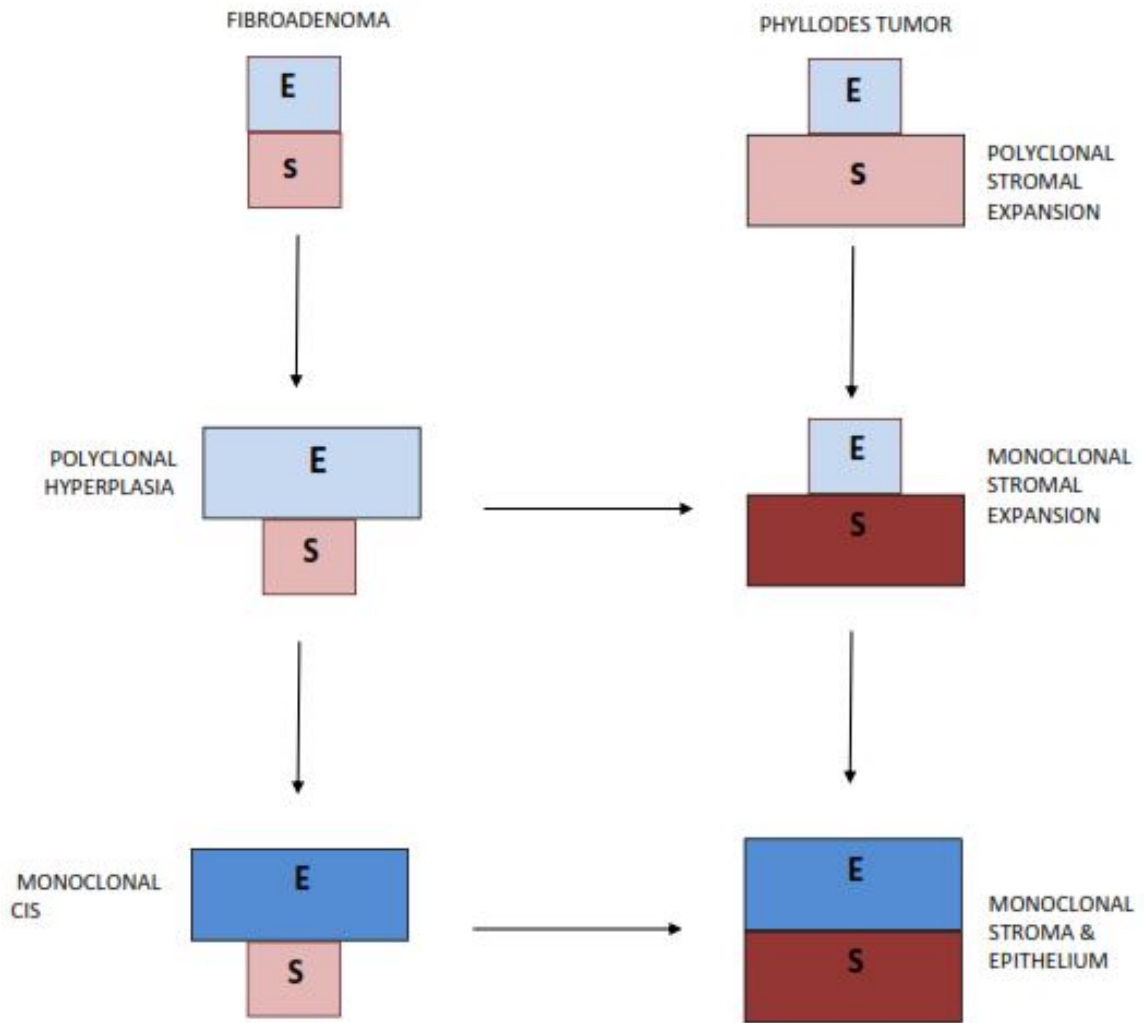 FIBROADENOMA
PHYLLODES TUMOR
E
S
E
S
POLYCLONAL
STROMAL
EXPANSION
POLYCLONAL
HYPERPLASIA
E
S
E
S
MONOCLONAL
STROMAL
EXPANSION
MONOCLONAL
CIS
E
S
E
S
MONOCLONAL
STROMA &
EPITHELIUM